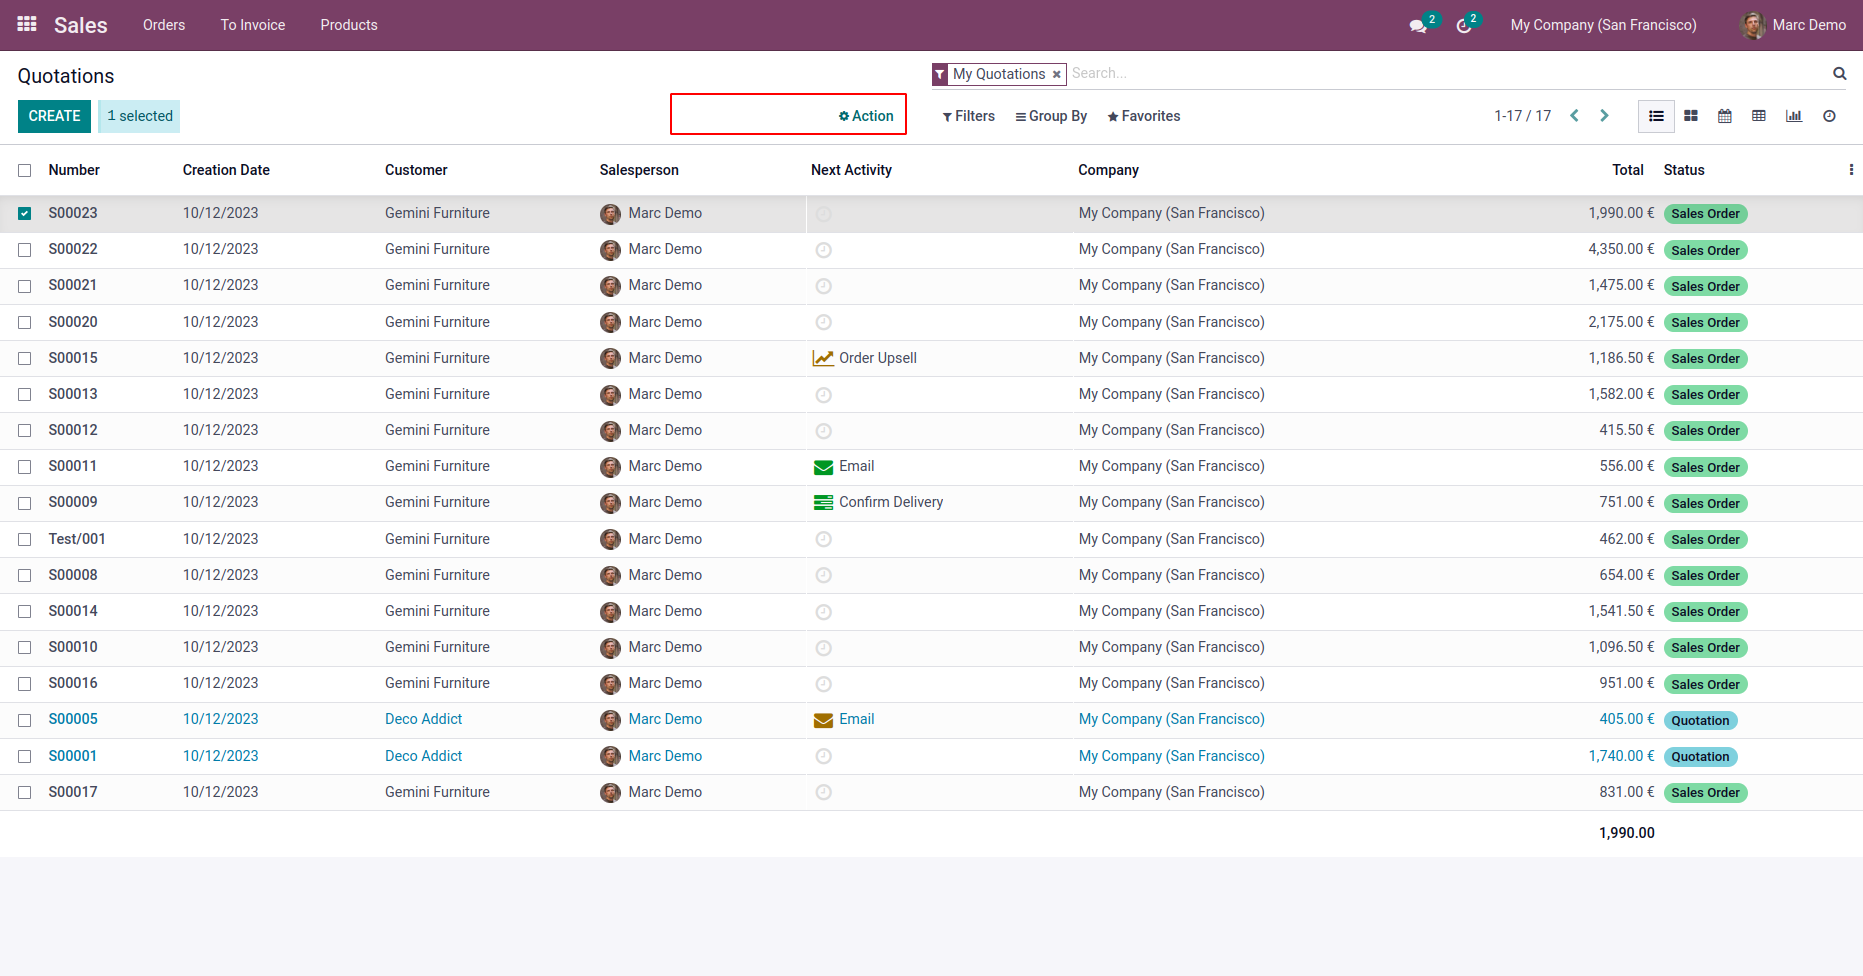 Sales Orders To Invoice Products 2 2 My Company (San Francisco) Marc Demo
Quotations My Quotations × Search...
CREATE 1 selected Action Filters Group By Favorites 1-17 / 17
Number Creation Date Customer Salesperson Next Activity Company Total Status
S00023 10/12/2023 Gemini Furniture Marc Demo My Company (San Francisco) 1,990.00 € Sales Order
S00022 10/12/2023 Gemini Furniture Marc Demo My Company (San Francisco) 4,350.00 € Sales Order
S00021 10/12/2023 Gemini Furniture Marc Demo My Company (San Francisco) 1,475.00 € Sales Order
S00020 10/12/2023 Gemini Furniture Marc Demo My Company (San Francisco) 2,175.00 € Sales Order
S00015 10/12/2023 Gemini Furniture Marc Demo Order Upsell My Company (San Francisco) 1,186.50 € Sales Order
S00013 10/12/2023 Gemini Furniture Marc Demo My Company (San Francisco) 1,582.00 € Sales Order
S00012 10/12/2023 Gemini Furniture Marc Demo My Company (San Francisco) 415.50 € Sales Order
S00011 10/12/2023 Gemini Furniture Marc Demo Email My Company (San Francisco) 556.00 € Sales Order
S00009 10/12/2023 Gemini Furniture Marc Demo Confirm Delivery My Company (San Francisco) 751.00 € Sales Order
Test/001 10/12/2023 Gemini Furniture Marc Demo My Company (San Francisco) 462.00 € Sales Order
S00008 10/12/2023 Gemini Furniture Marc Demo My Company (San Francisco) 654.00 € Sales Order
S00014 10/12/2023 Gemini Furniture Marc Demo My Company (San Francisco) 1,541.50 € Sales Order
S00010 10/12/2023 Gemini Furniture Marc Demo My Company (San Francisco) 1,096.50 € Sales Order
S00016 10/12/2023 Gemini Furniture Marc Demo My Company (San Francisco) 951.00 € Sales Order
S00005 10/12/2023 Deco Addict Marc Demo Email My Company (San Francisco) 405.00 € Quotation
S00001 10/12/2023 Deco Addict Marc Demo My Company (San Francisco) 1,740.00 € Quotation
S00017 10/12/2023 Gemini Furniture Marc Demo My Company (San Francisco) 831.00 € Sales Order
1,990.00